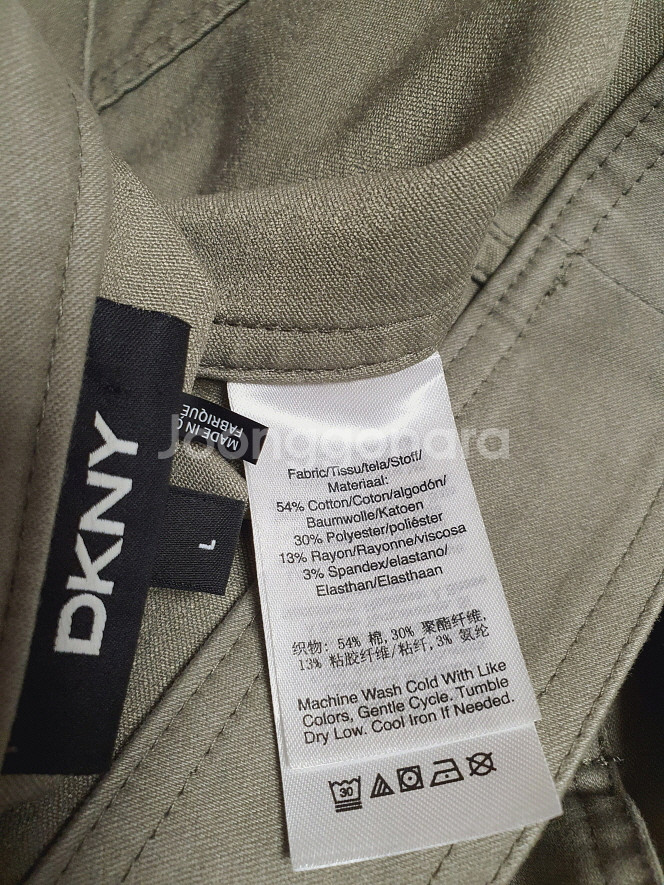 DKNY
MADE IN
FABRIQUÉ
L
Joonggonara
Fabric/Tissu/tela/Stoff/
Materiaal:
54% Cotton/Coton/algodón/
Baumwolle/Katoen
30% Polyester/poliéster
13% Rayon/Rayonne/viscosa
3% Spandex/elastano/
Elasthan/Elasthaan
织物: 54% 棉,30% 聚酯纤维,
13% 粘胶纤维/粘纤,3% 氨纶
Machine Wash Cold With Like
Colors, Gentle Cycle. Tumble
Dry Low. Cool Iron If Needed.
30